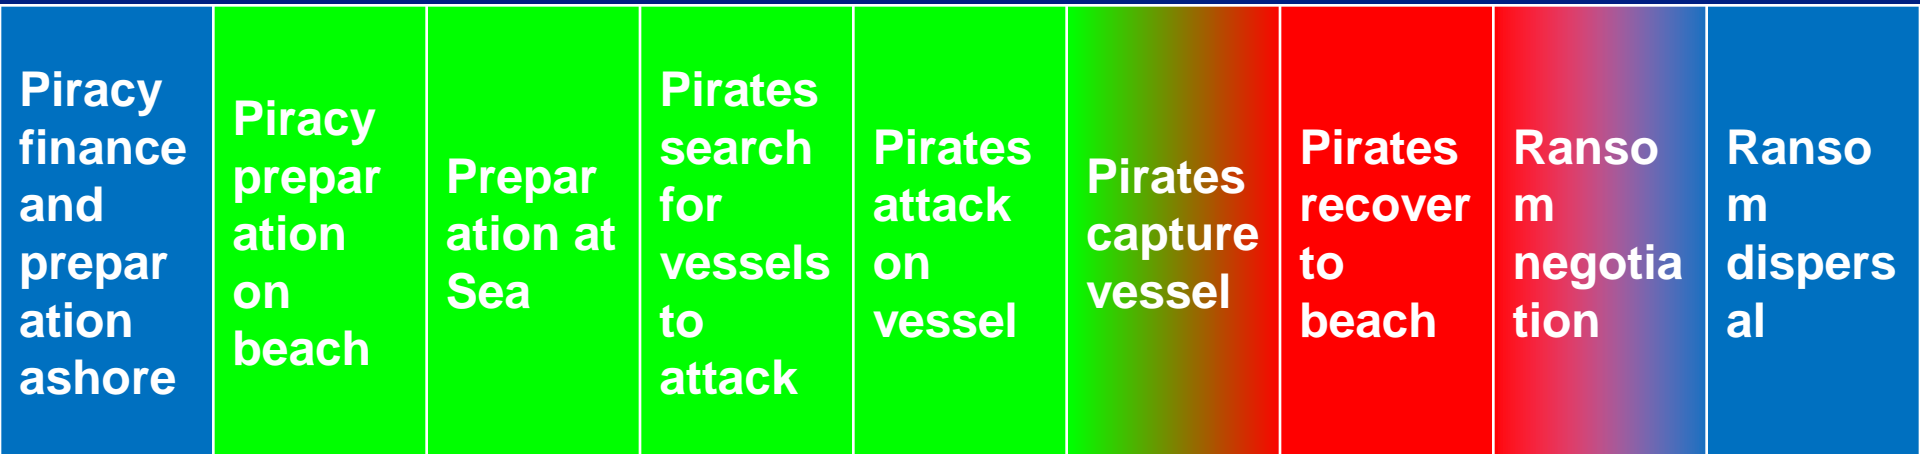 Piracy
finance
and
prepar
ation
ashore
Piracy
prepar
ation
on
beach
Prepar
ation at
Sea
Pirates
search
for
vessels
to
attack
Pirates
attack
on
vessel
Pirates
capture
vessel
Pirates
recover
to
beach
Ranso
m
negotia
tion
Ranso
m
dispers
al